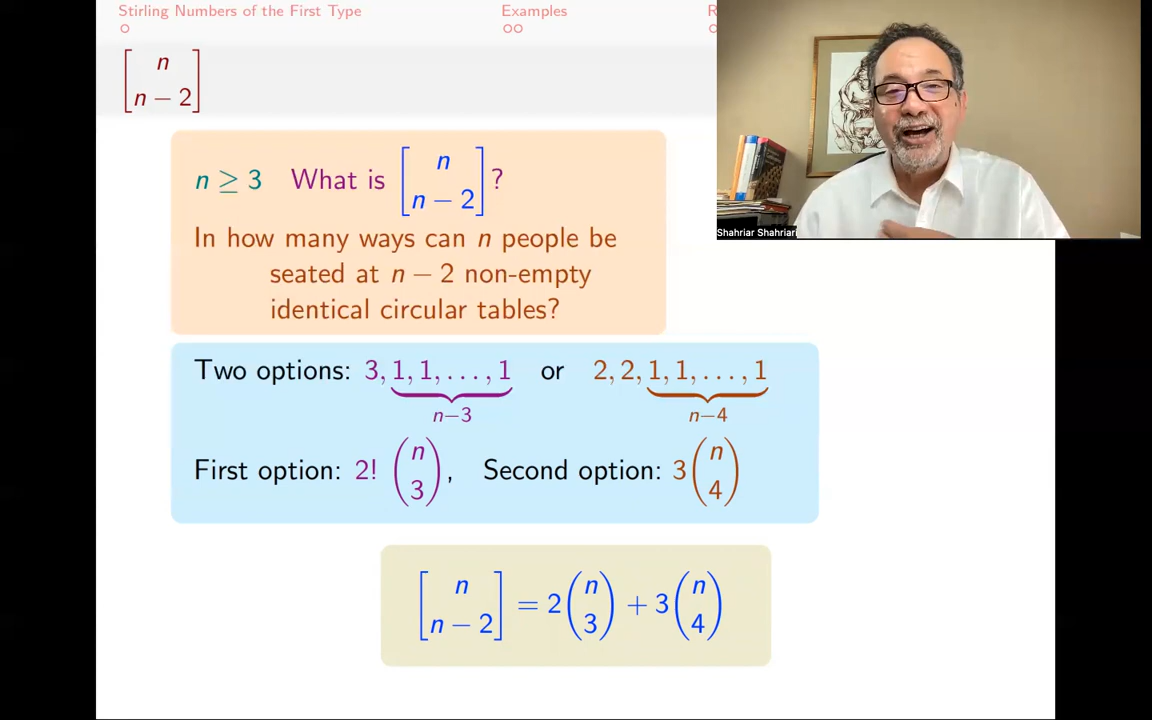 Stirling Numbers of the First Type Examples R
[n
n − 2]
n ≥ 3 What is [n
n − 2]?
In how many ways can n people be
seated at n − 2 non-empty
identical circular tables?
Two options: 3, 1, 1, . . . , 1 or 2, 2, 1, 1, . . . , 1
n−3 n−4
First option: 2! (n
3), Second option: 3(n
4)
[n
n − 2] = 2(n
3) + 3(n
4)
Shahriar Shahriari